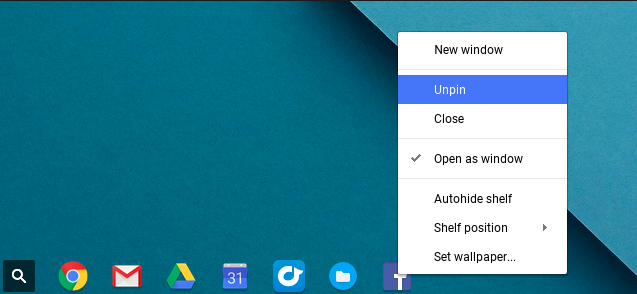 New window
Unpin
Close
Open as window
Autohide shelf
Shelf position
Set wallpaper...
31
f